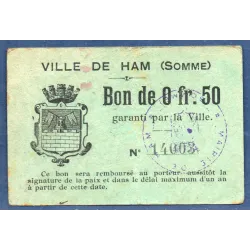 VILLE DE HAM (SOMME)
Bon de 0 fr. 50
garanti par la Ville.
N° 14003
MAIRIE
Ce bon sera remboursé au porteur aussitôt la
signature de la paix et dans le délai maximum d'un an
à partir de cette date.